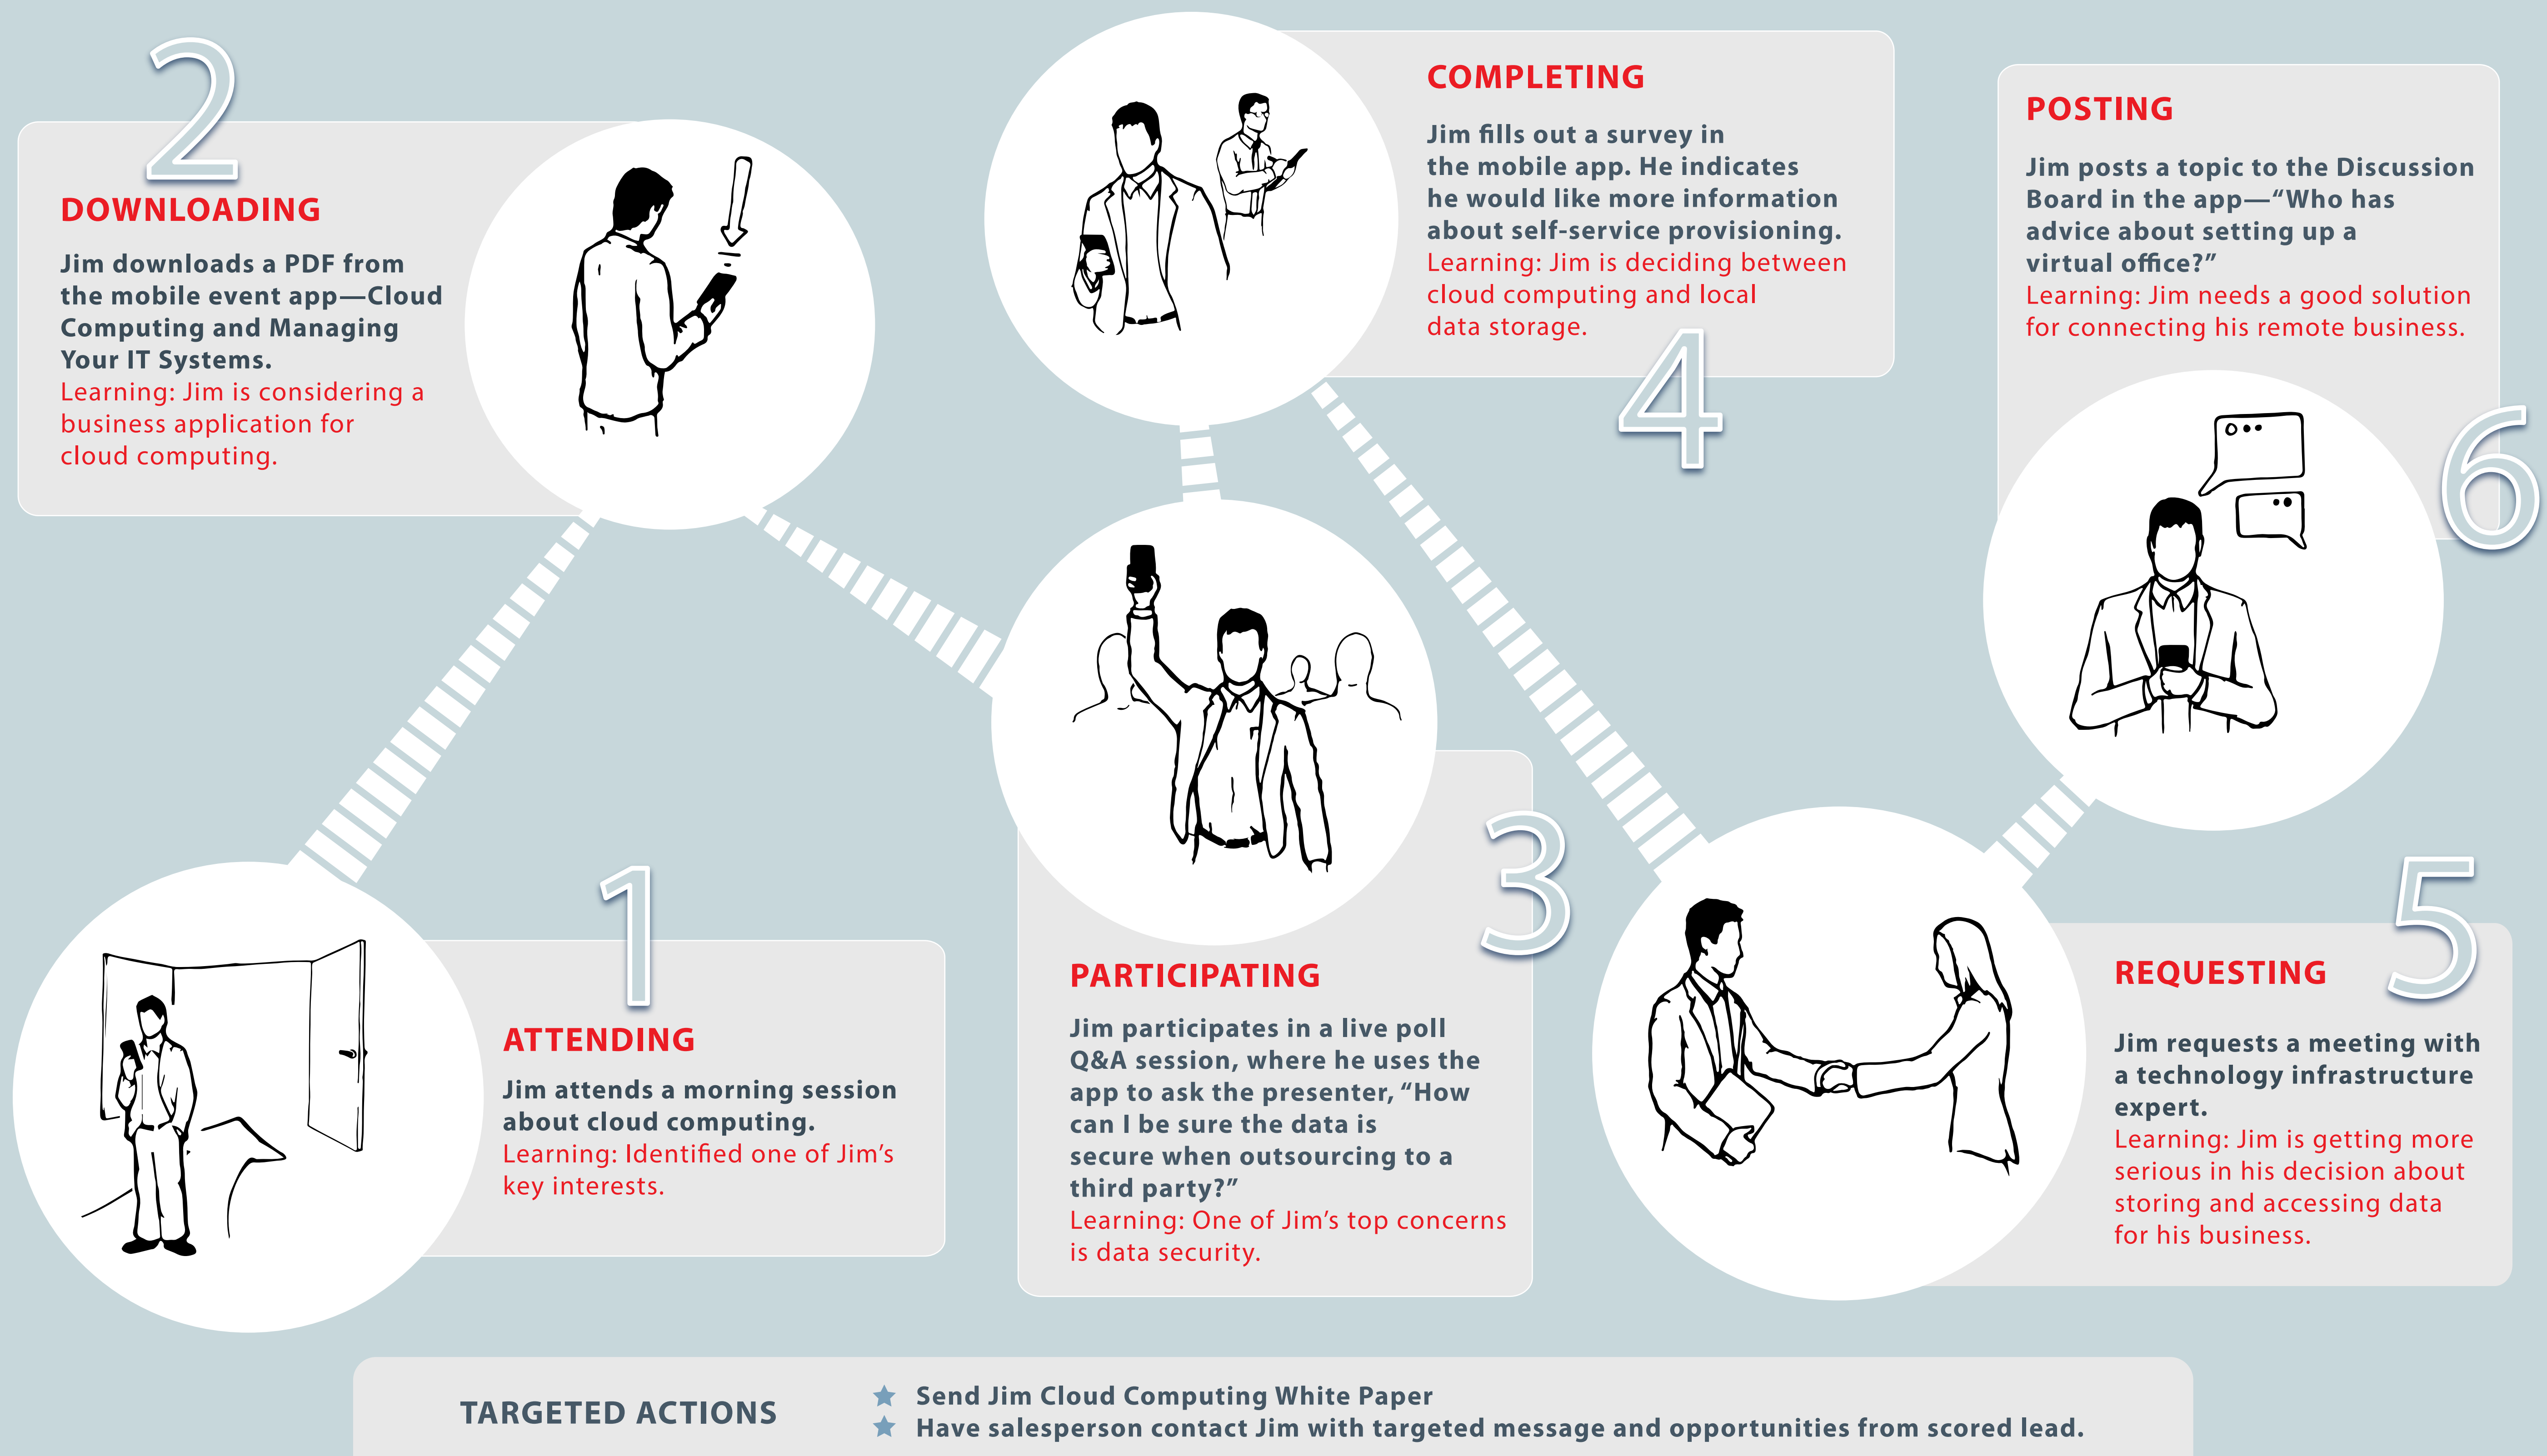 1
ATTENDING
Jim attends a morning session
about cloud computing.
Learning: Identified one of Jim’s
key interests.
2
DOWNLOADING
Jim downloads a PDF from
the mobile event app—Cloud
Computing and Managing
Your IT Systems.
Learning: Jim is considering a
business application for
cloud computing.
3
PARTICIPATING
Jim participates in a live poll
Q&A session, where he uses the
app to ask the presenter, “How
can I be sure the data is
secure when outsourcing to a
third party?”
Learning: One of Jim’s top concerns
is data security.
COMPLETING
Jim fills out a survey in
the mobile app. He indicates
he would like more information
about self-service provisioning.
Learning: Jim is deciding between
cloud computing and local
data storage.
4
5
REQUESTING
Jim requests a meeting with
a technology infrastructure
expert.
Learning: Jim is getting more
serious in his decision about
storing and accessing data
for his business.
POSTING
Jim posts a topic to the Discussion
Board in the app—“Who has
advice about setting up a
virtual office?”
Learning: Jim needs a good solution
for connecting his remote business.
6
TARGETED ACTIONS
Send Jim Cloud Computing White Paper
Have salesperson contact Jim with targeted message and opportunities from scored lead.